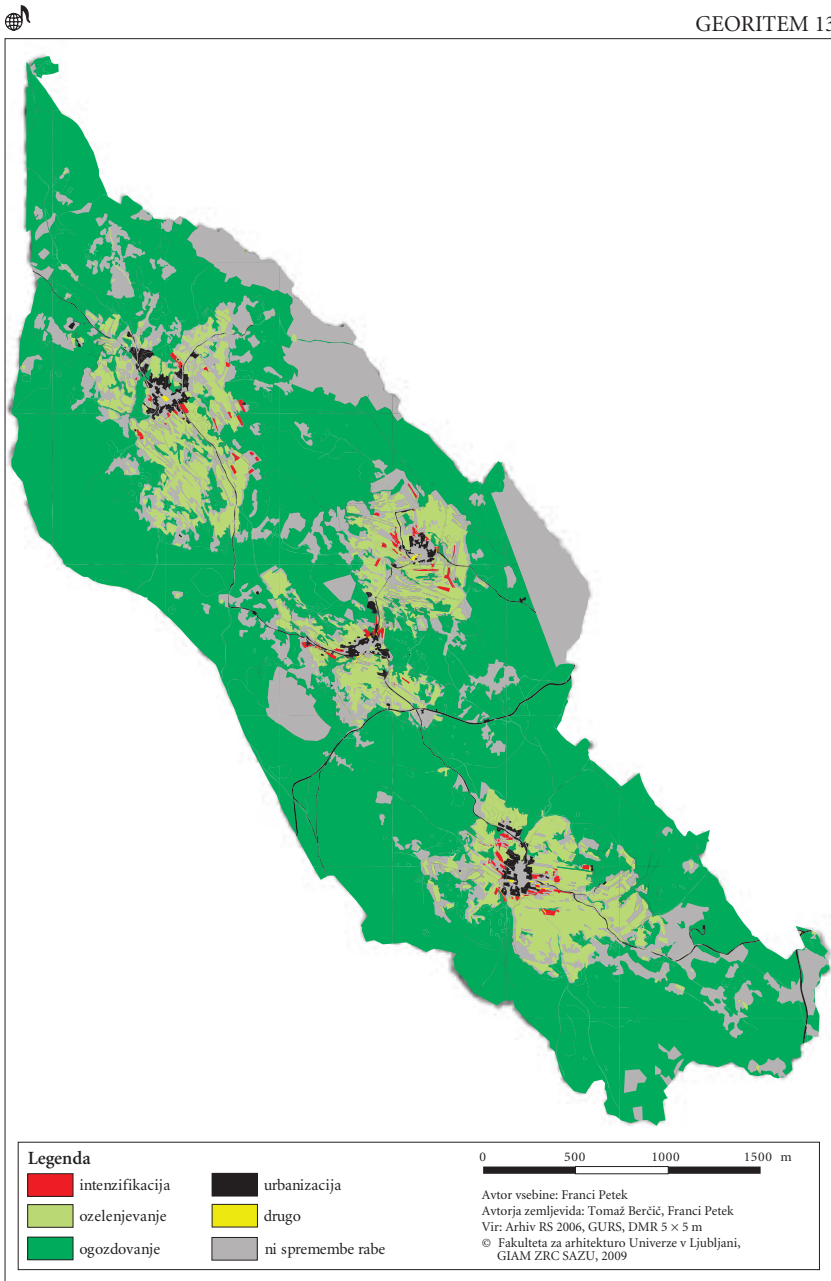 GEORITEM 13
Legenda
intenzifikacija
ozelenjevanje
ogozdovanje
urbanizacija
drugo
ni spremembe rabe
0 500 1000 1500 m
Avtor vsebine: Franci Petek
Avtorja zemljevida: Tomaž Berčič, Franci Petek
Vir: Arhiv RS 2006, GURS, DMR 5 × 5 m
© Fakulteta za arhitekturo Univerze v Ljubljani,
GIAM ZRC SAZU, 2009